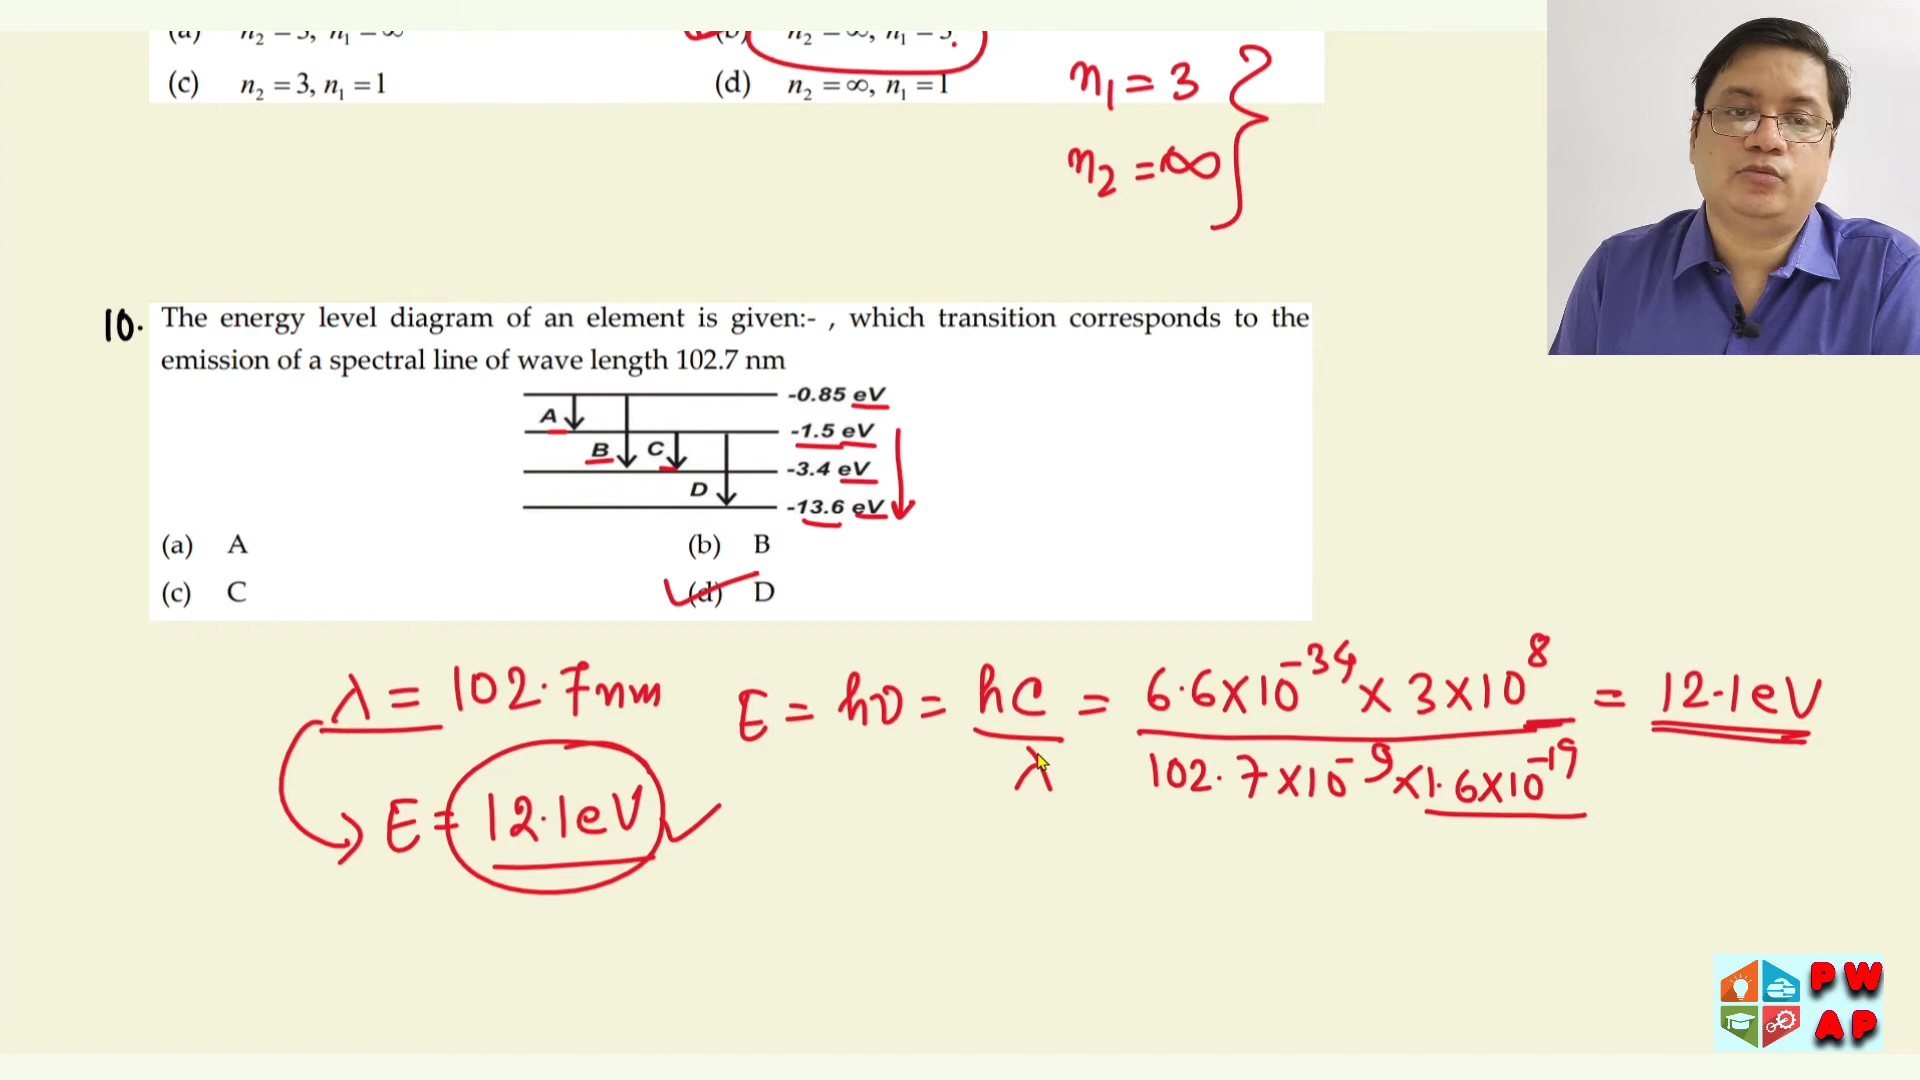 (c) n₂ = 3, n₁ = 1 (d) n₂ = ∞, n₁ = 1
n₁ = 3
n₂ = ∞
10. The energy level diagram of an element is given:- , which transition corresponds to the
emission of a spectral line of wave length 102.7 nm
-0.85 eV
A -1.5 eV
B C -3.4 eV
D -13.6 eV
(a) A (b) B
(c) C (d) D
λ = 102.7nm E = hν = hC/λ = 6.6×10⁻³⁴ × 3×10⁸ / 102.7×10⁻⁹×1.6×10⁻¹⁹ = 12.1eV
E = 12.1eV
PW
AP